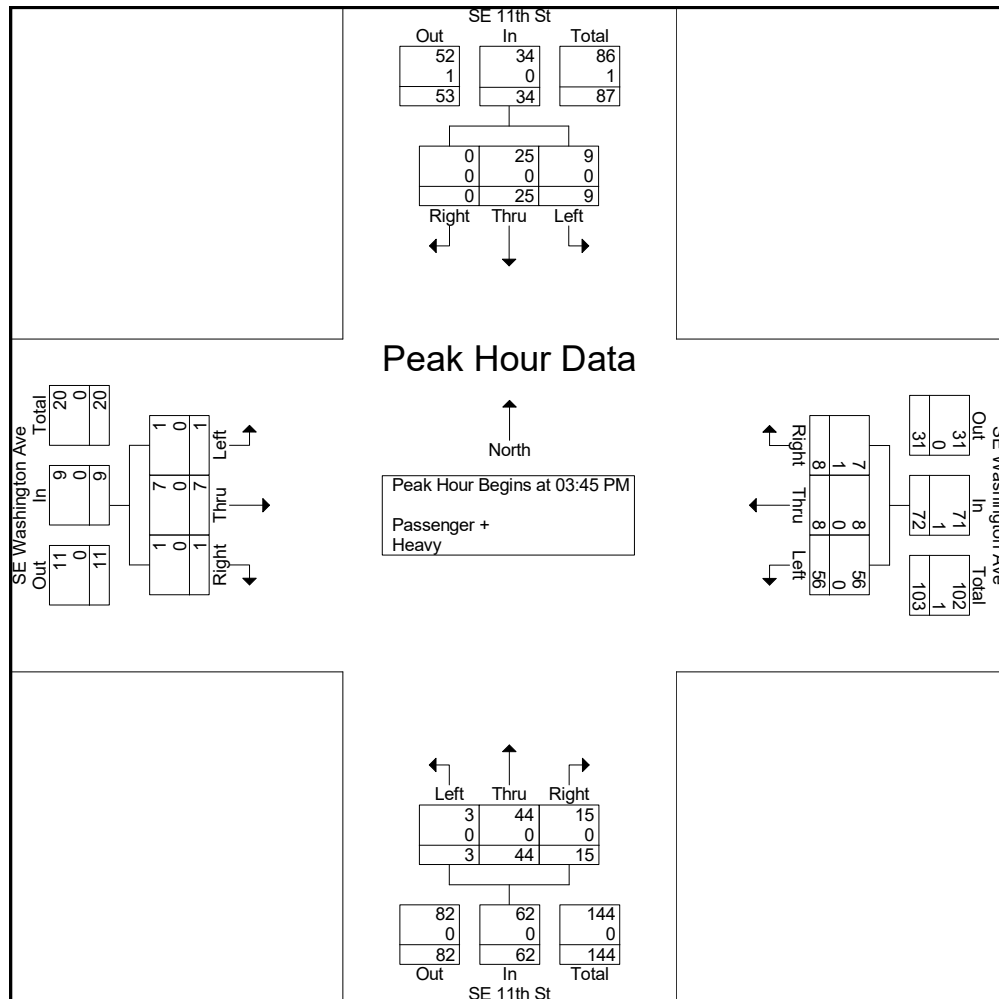 SE 11th St
Out In Total
52 34 86
1 0 1
53 34 87
0 25 9
0 0 0
0 25 9
Right Thru Left
Peak Hour Data
North
Peak Hour Begins at 03:45 PM
Passenger +
Heavy
SE Washington Ave
Out In Total
11 9 20
0 0 0
11 9 20
Left
1 0 1
Thru
7 0 7
Right
1 0 1
SE Washington Ave
Out In Total
31 71 102
0 1 1
31 72 103
Right Thru Left
7 8 56
1 0 0
8 8 56
Left Thru Right
3 44 15
0 0 0
3 44 15
82 62 144
0 0 0
82 62 144
Out In Total
SE 11th St